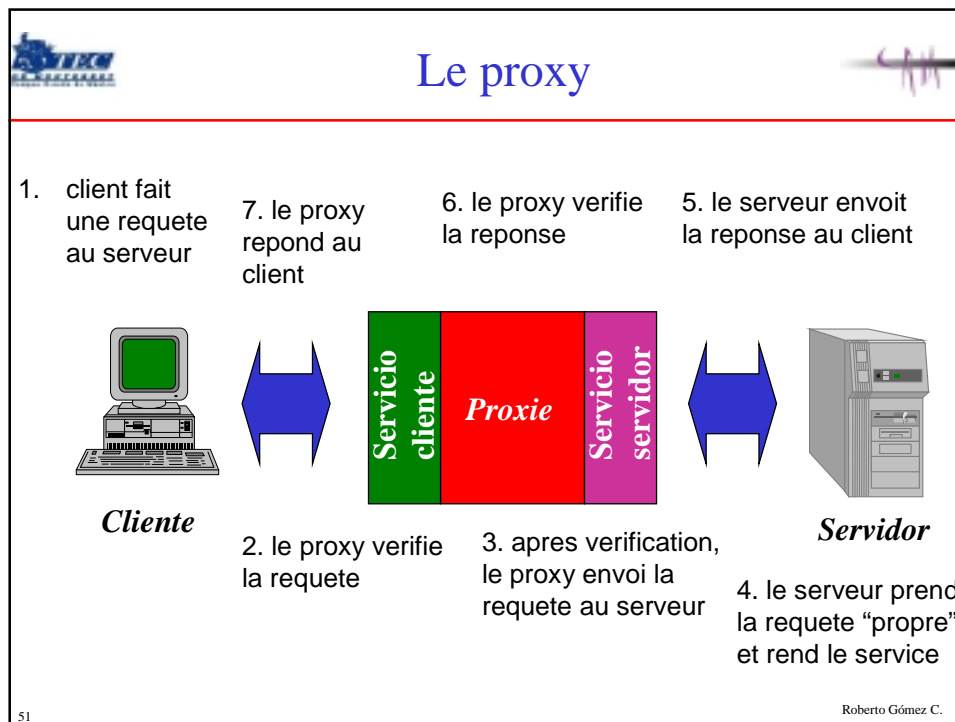 TEC
Le proxy
1. client fait
une requete
au serveur
7. le proxy
repond au
client
6. le proxy verifie
la reponse
5. le serveur envoit
la reponse au client
Servicio
cliente
Proxie
Servicio
servidor
Cliente
Servidor
2. le proxy verifie
la requete
3. apres verification,
le proxy envoi la
requete au serveur
4. le serveur prend
la requete “propre”
et rend le service
51
Roberto Gómez C.